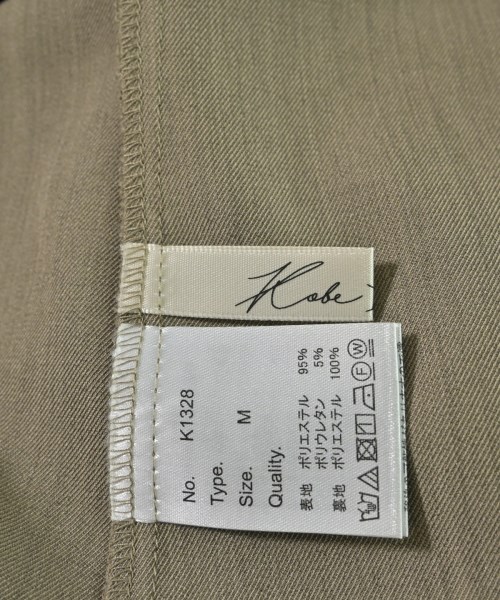 Kobe
No. K1328
Type.
Size. M
Quality.
表地 ポリエステル 95%
ポリウレタン 5%
裏地 ポリエステル 100%
F W